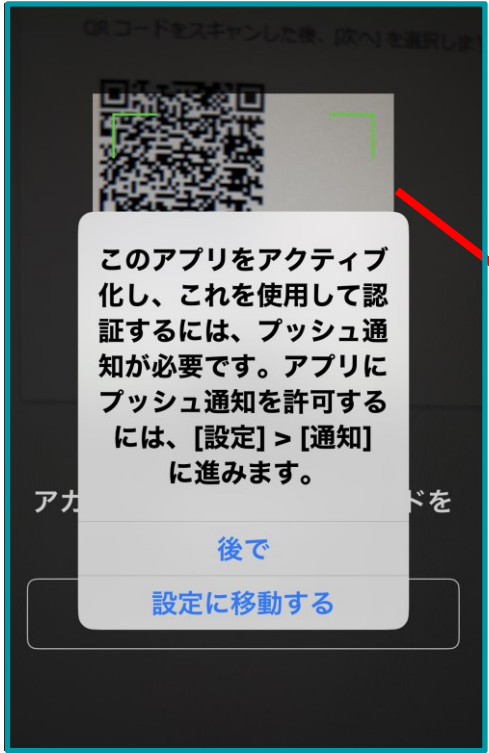 QR コードをスキャンした後、[次へ] を選択しま
このアプリをアクティブ
化し、これを使用して認
証するには、プッシュ通
知が必要です。アプリに
プッシュ通知を許可する
には、[設定] > [通知]
に進みます。
アカ
ドを
後で
設定に移動する